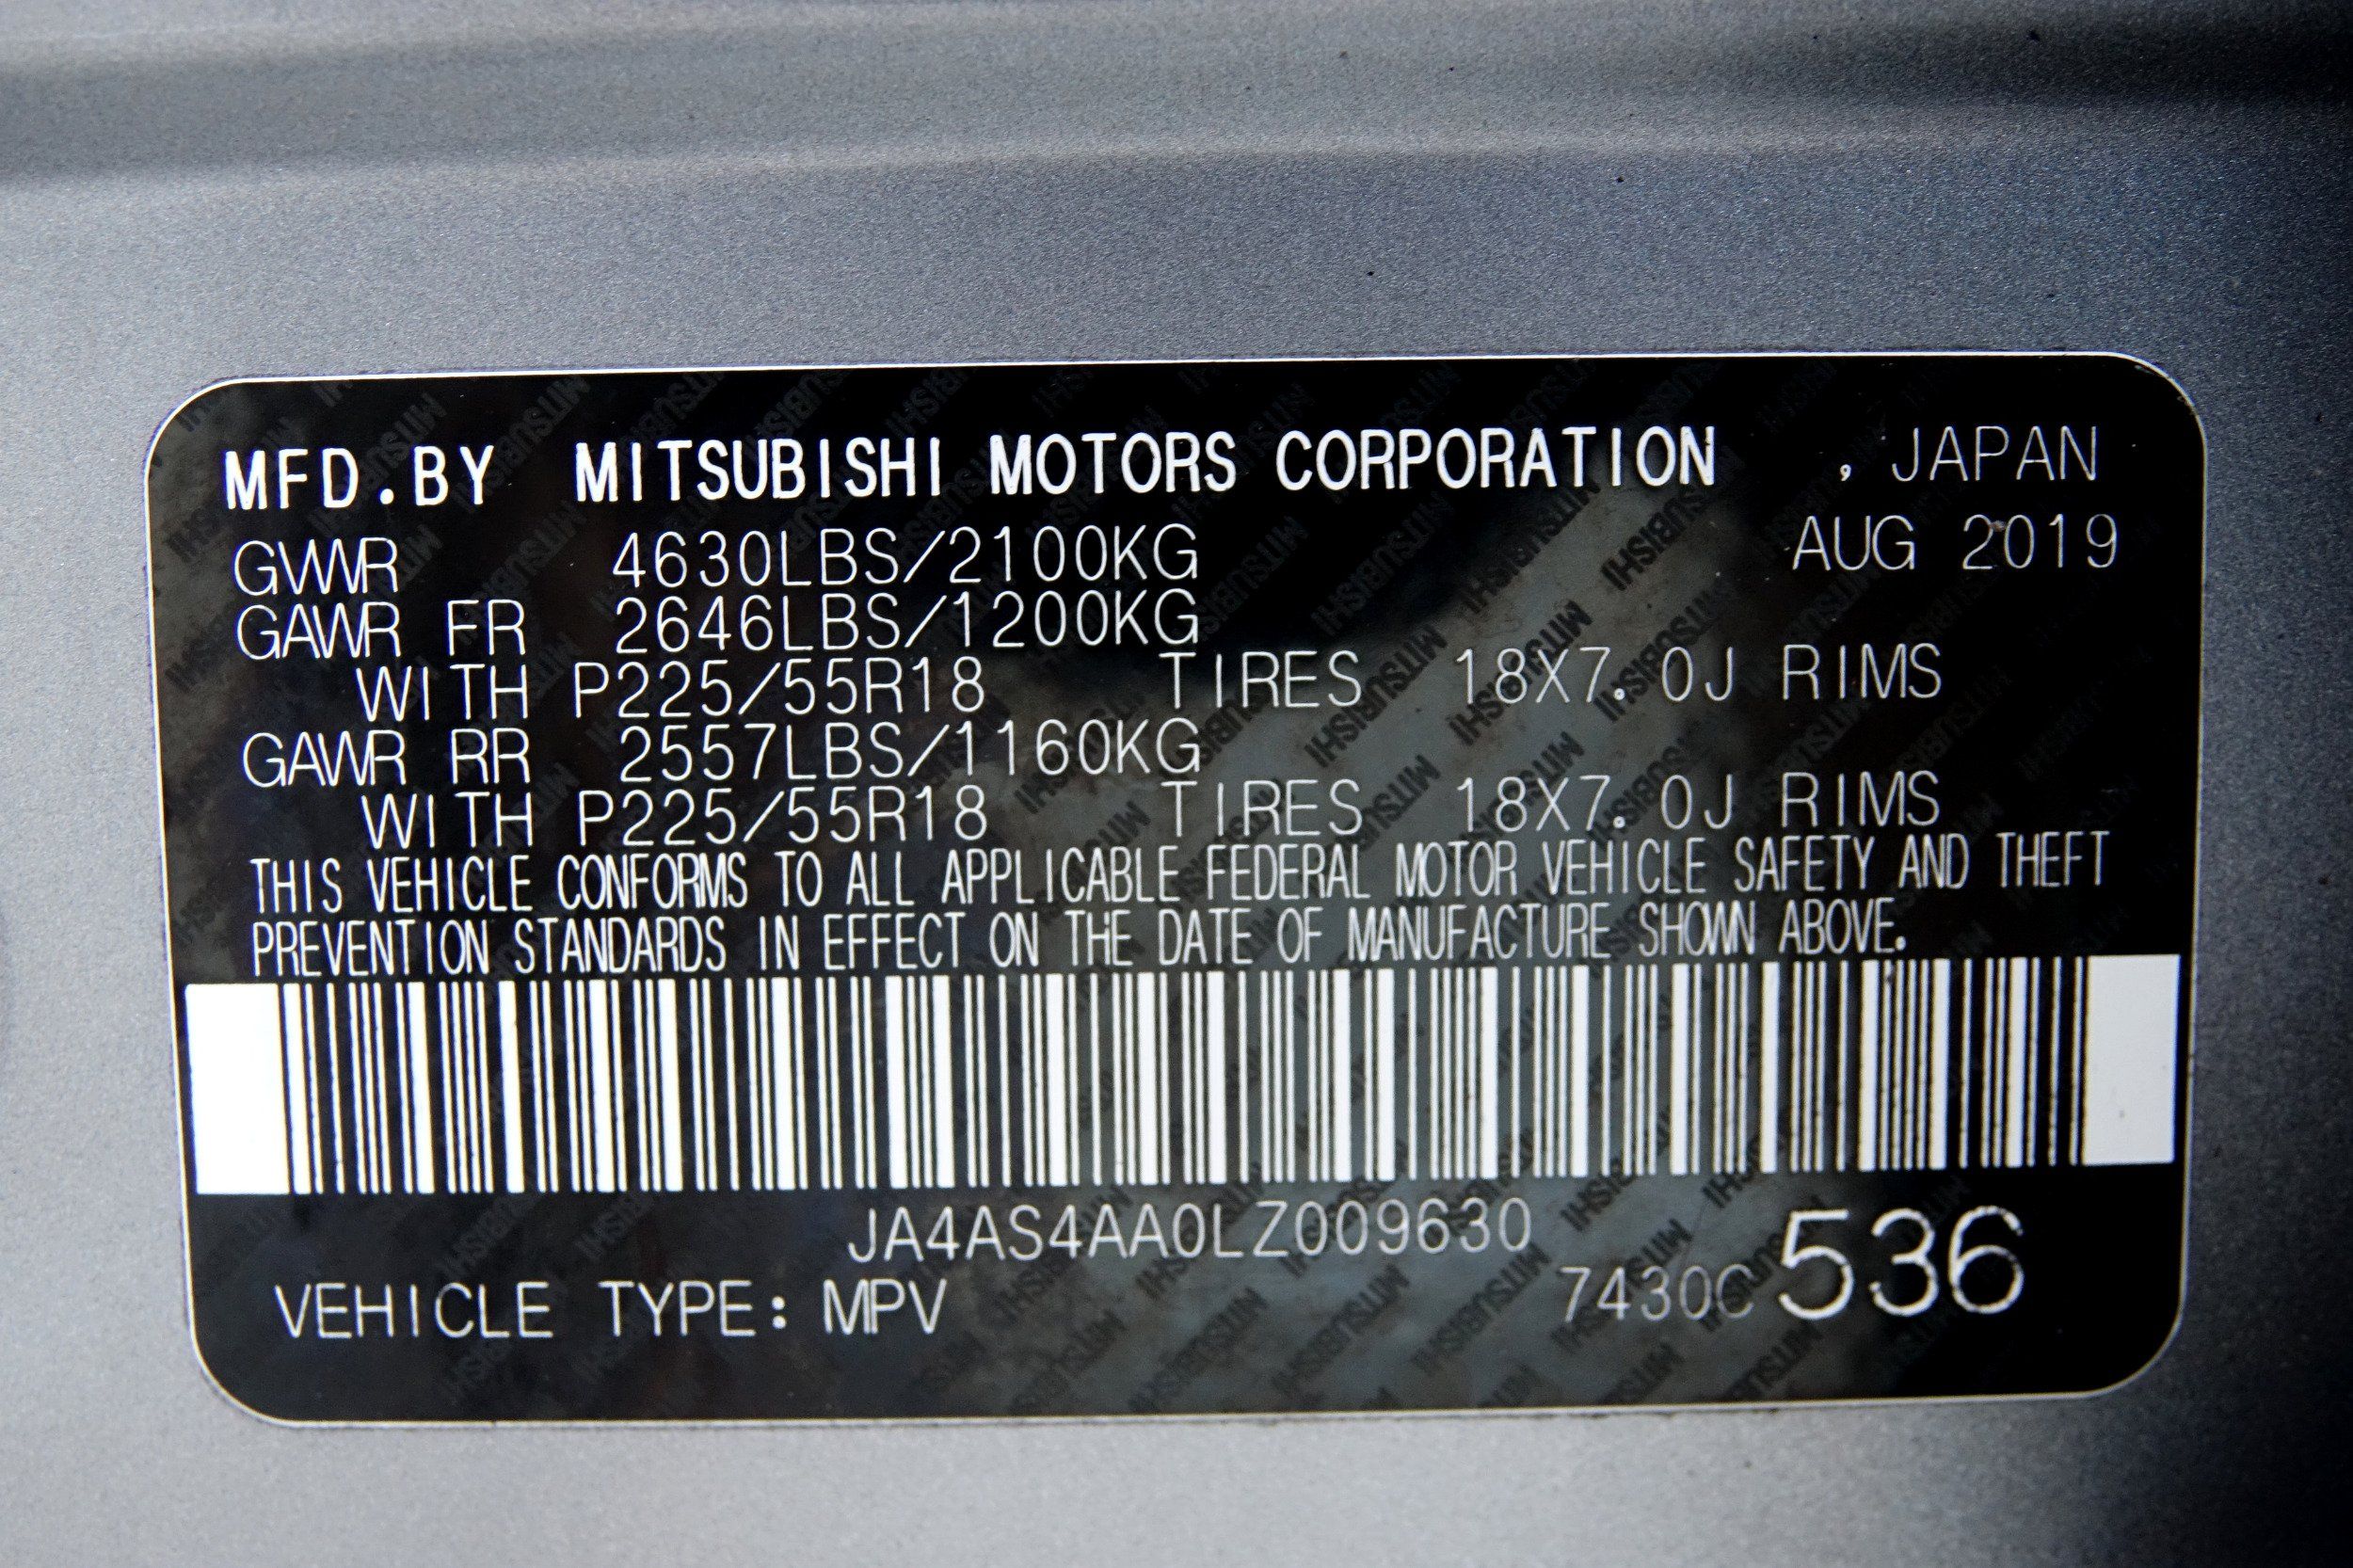 MFD.BY MITSUBISHI MOTORS CORPORATION , JAPAN
GVWR 4630LBS/2100KG AUG 2019
GAWR FR 2646LBS/1200KG
WITH P225/55R18 TIRES 18X7.0J RIMS
GAWR RR 2557LBS/1160KG
WITH P225/55R18 TIRES 18X7.0J RIMS
THIS VEHICLE CONFORMS TO ALL APPLICABLE FEDERAL MOTOR VEHICLE SAFETY AND THEFT
PREVENTION STANDARDS IN EFFECT ON THE DATE OF MANUFACTURE SHOWN ABOVE.
JA4AS4AA0LZ009630
VEHICLE TYPE: MPV 7430C 536